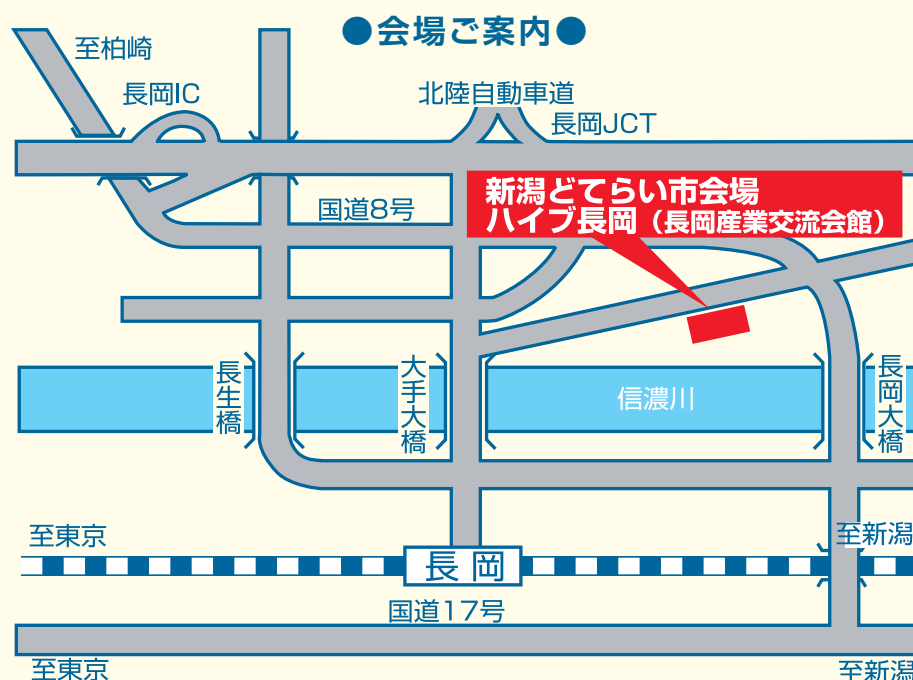 ●会場ご案内●
至柏崎
長岡IC
北陸自動車道
長岡JCT
新潟どてらい市会場
ハイブ長岡（長岡産業交流会館）
国道8号
長生橋
大手大橋
信濃川
長岡大橋
至東京
至新潟
長岡
国道17号
至東京
至新潟